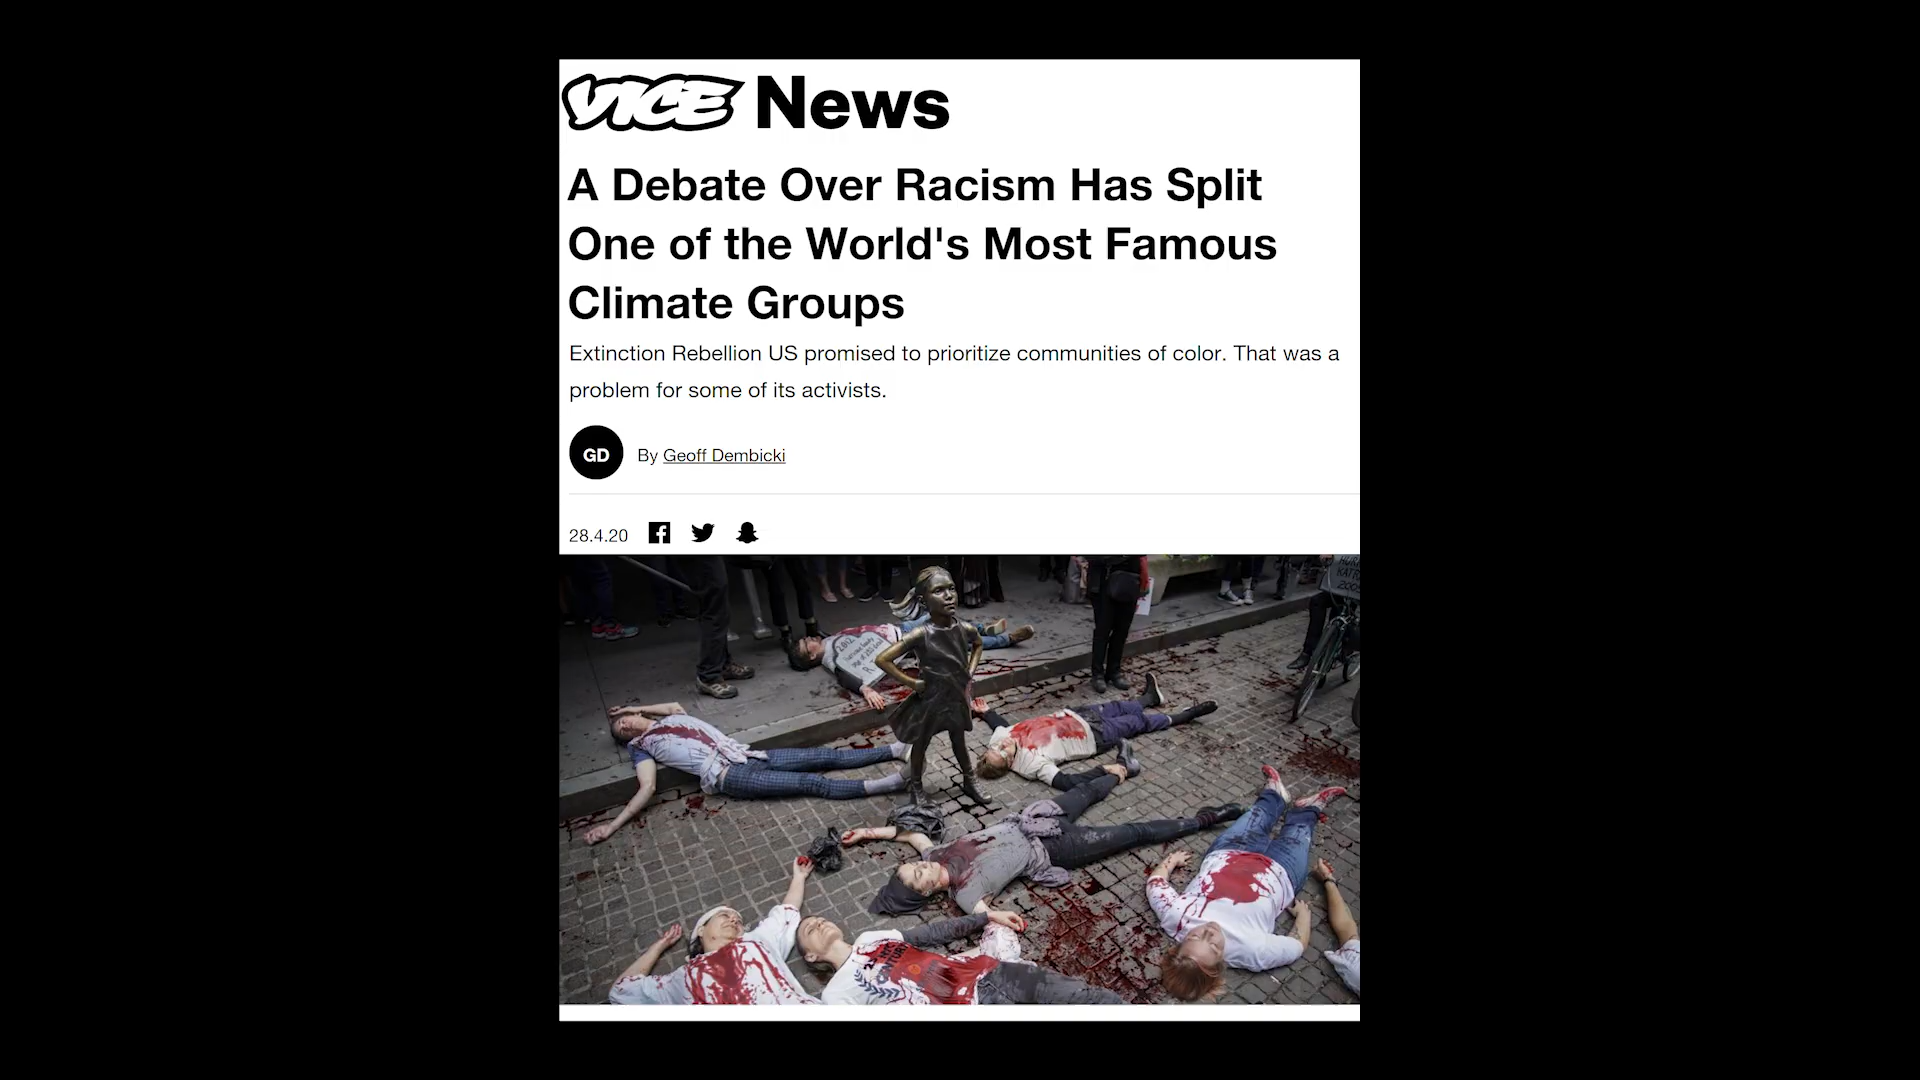 VICE News
A Debate Over Racism Has Split
One of the World's Most Famous
Climate Groups
Extinction Rebellion US promised to prioritize communities of color. That was a
problem for some of its activists.
GD By Geoff Dembicki
28.4.20
2012